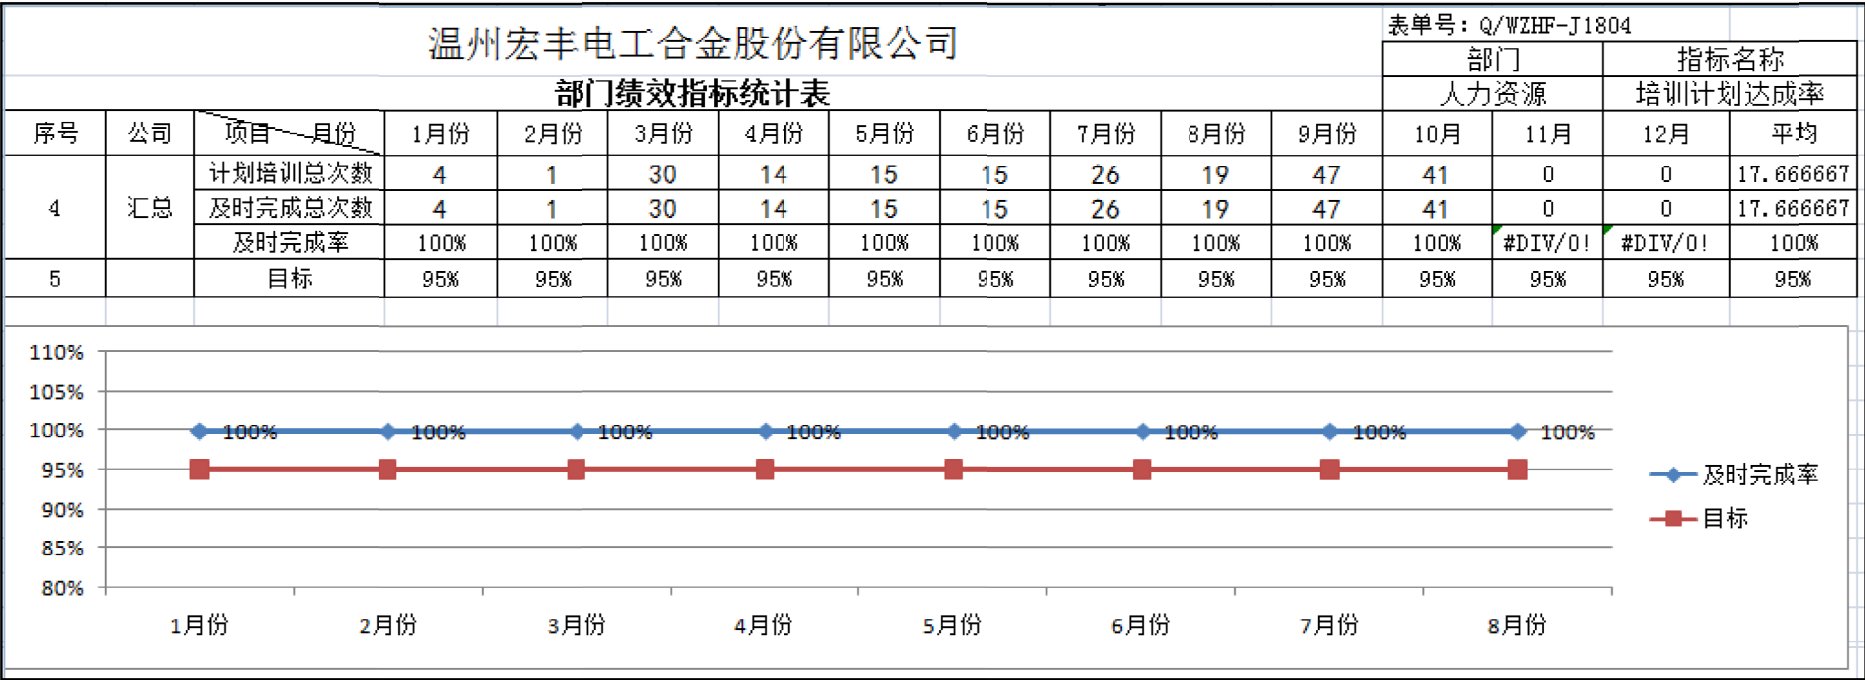 温州宏丰电工合金股份有限公司 表单号：Q/WZHF-J1804
部门 指标名称
部门绩效指标统计表 人力资源 培训计划达成率
序号 公司 项目 月份 1月份 2月份 3月份 4月份 5月份 6月份 7月份 8月份 9月份 10月 11月 12月 平均
计划培训总次数 4 1 30 14 15 15 26 19 47 41 0 0 17.666667
4 汇总 及时完成总次数 4 1 30 14 15 15 26 19 47 41 0 0 17.666667
及时完成率 100% 100% 100% 100% 100% 100% 100% 100% 100% 100% #DIV/0! #DIV/0! 100%
5 目标 95% 95% 95% 95% 95% 95% 95% 95% 95% 95% 95% 95% 95%
110%
105%
100% 100% 100% 100% 100% 100% 100% 100% 100%
95%
90%
85%
80%
1月份 2月份 3月份 4月份 5月份 6月份 7月份 8月份
及时完成率
目标